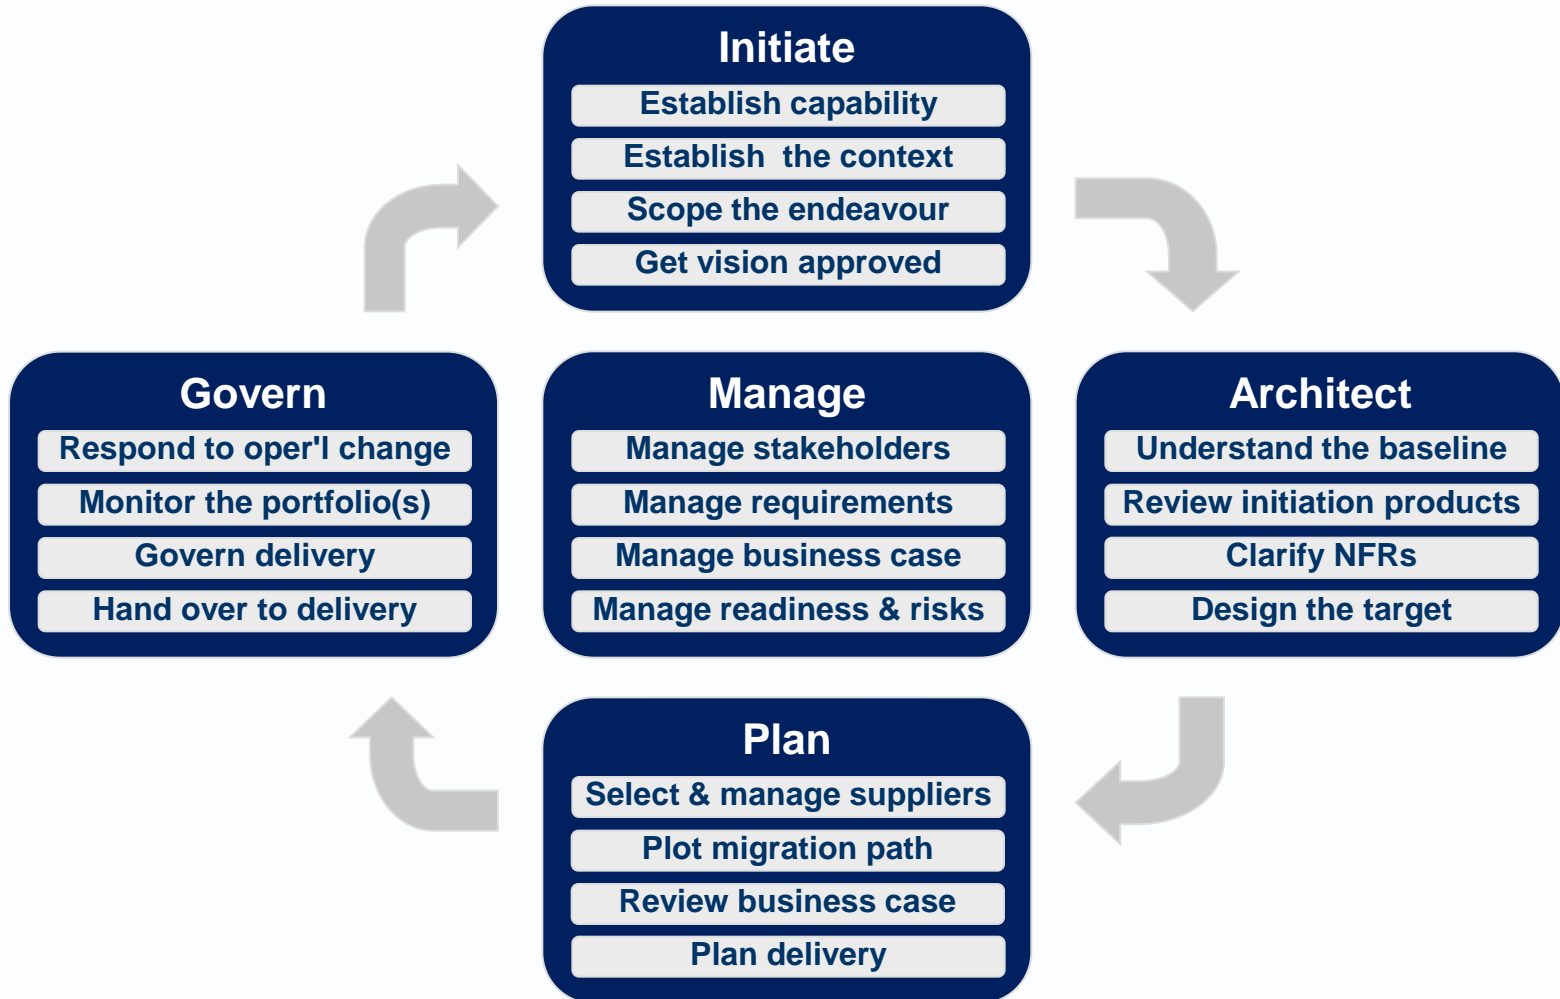 Initiate
Establish capability
Establish  the context
Scope the endeavour
Get vision approved
Govern
Respond to oper'l change
Monitor the portfolio(s)
Govern delivery
Hand over to delivery
Manage
Manage stakeholders
Manage requirements
Manage business case
Manage readiness & risks
Architect
Understand the baseline
Review initiation products
Clarify NFRs
Design the target
Plan
Select & manage suppliers
Plot migration path
Review business case
Plan delivery